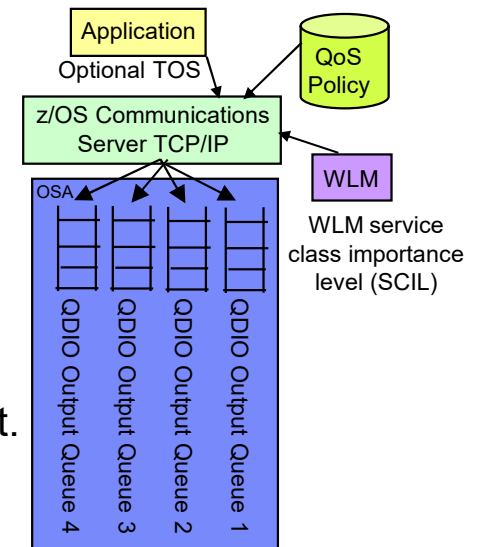 Application
Optional TOS
QoS
Policy
z/OS Communications
Server TCP/IP
WLM
OSA
WLM service
class importance
level (SCIL)
QDIO Output Queue 4
QDIO Output Queue 3
QDIO Output Queue 2
QDIO Output Queue 1
t.